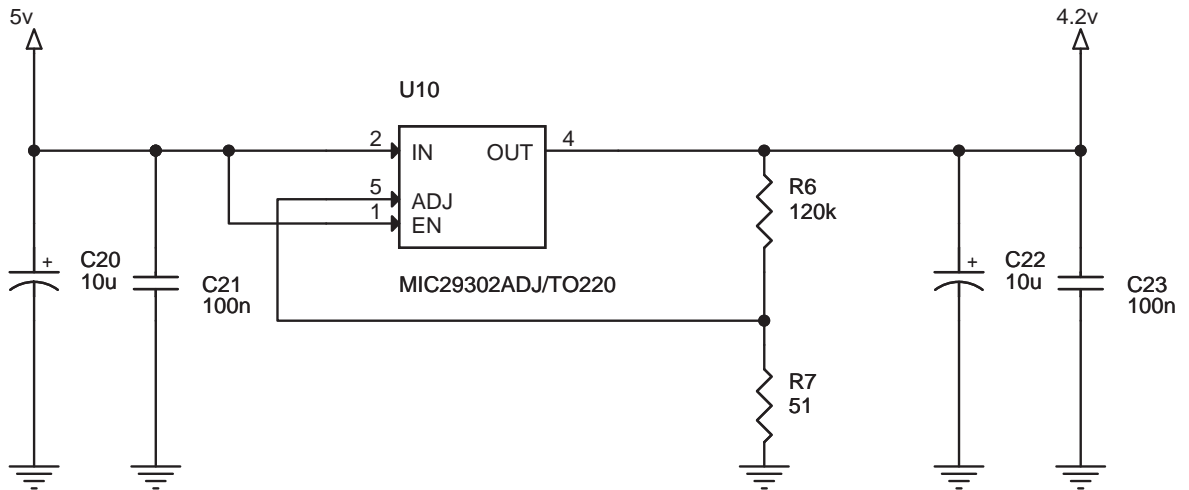 5v
4.2v
U10
2
IN
OUT
4
5
ADJ
1
EN
R6
120k
+
C20
10u
C21
100n
MIC29302ADJ/TO220
+
C22
10u
C23
100n
R7
51